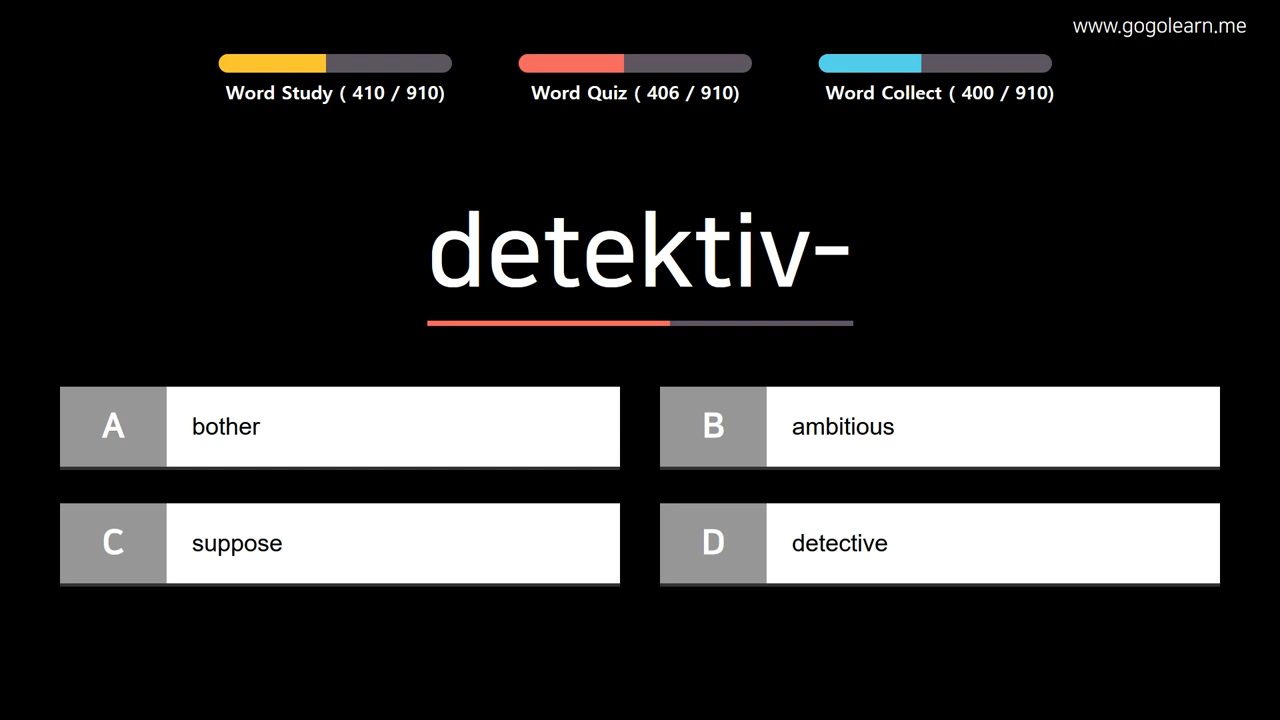 www.gogolearn.me
Word Study ( 410 / 910)
Word Quiz ( 406 / 910)
Word Collect ( 400 / 910)
detektiv-
A bother
B ambitious
C suppose
D detective